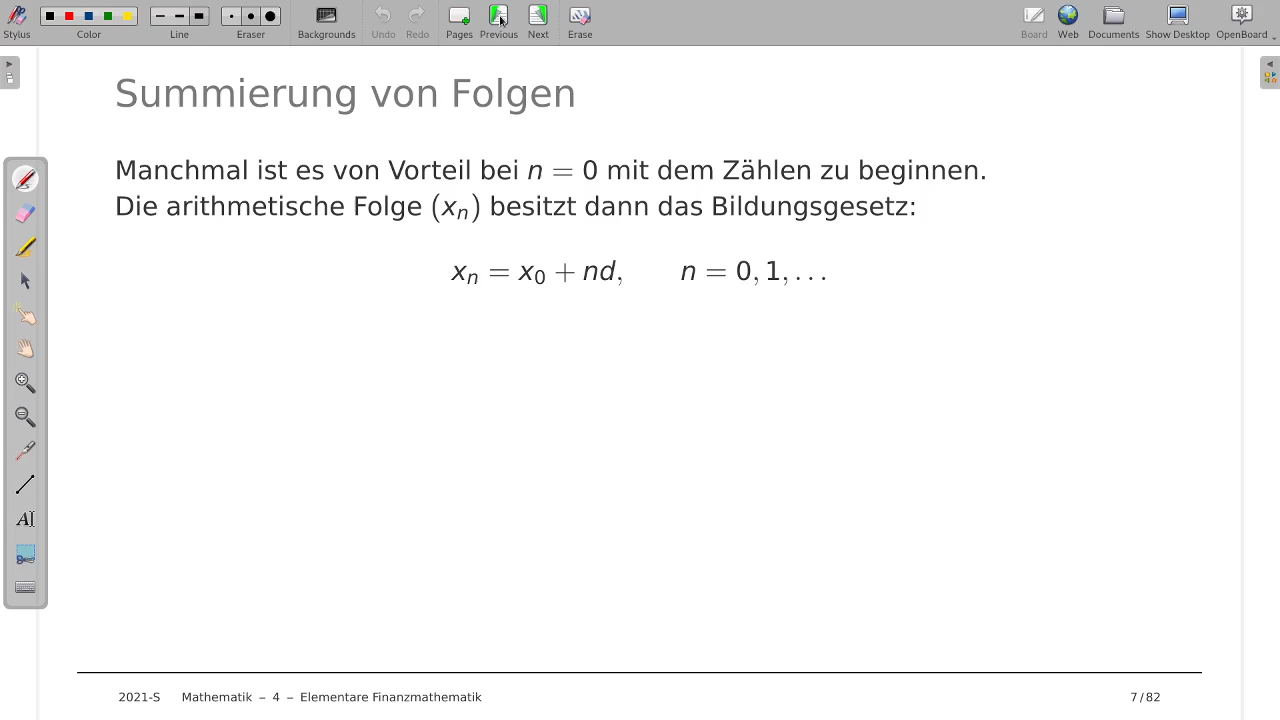 Stylus
Color
Line
Eraser
Backgrounds
Undo
Redo
Pages
Previous
Next
Erase
Board
Web
Documents
Show Desktop
OpenBoard
Summierung von Folgen
Manchmal ist es von Vorteil bei n = 0 mit dem Zählen zu beginnen.
Die arithmetische Folge (xₙ) besitzt dann das Bildungsgesetz:
xₙ = x₀ + nd, n = 0, 1, . . .
AI
2021-S Mathematik – 4 – Elementare Finanzmathematik 7 / 82